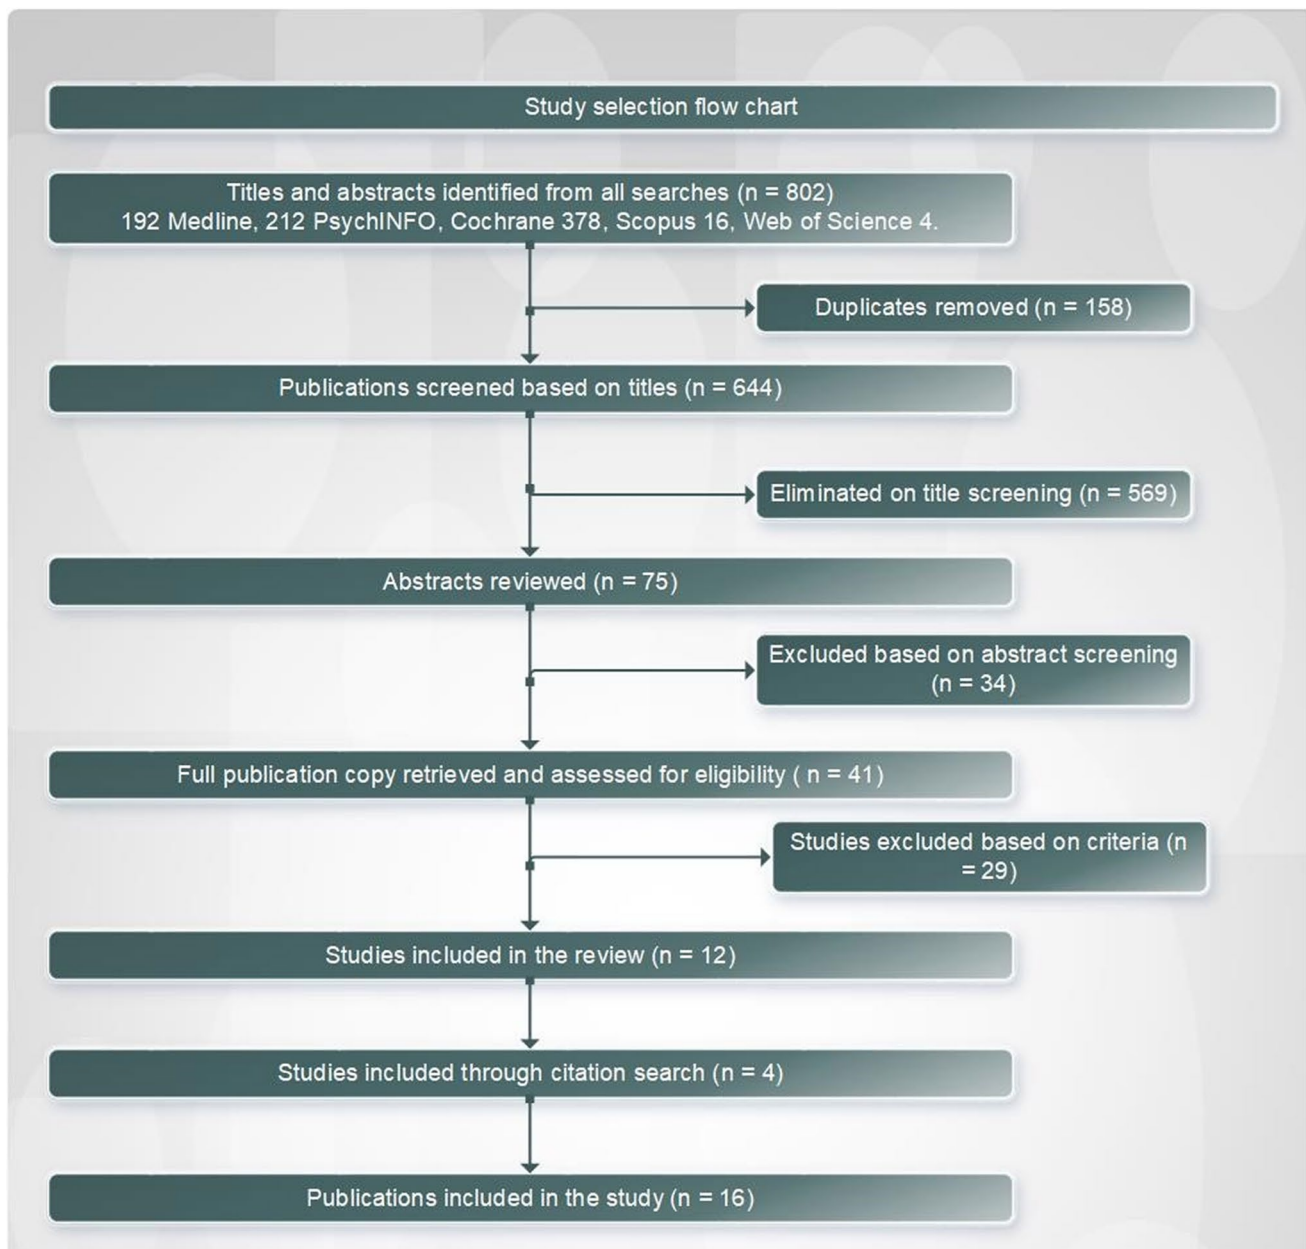 Study selection flow chart
Titles and abstracts identified from all searches (n = 802)
192 Medline, 212 PsychINFO, Cochrane 378, Scopus 16, Web of Science 4.
Duplicates removed (n = 158)
Publications screened based on titles (n = 644)
Eliminated on title screening (n = 569)
Abstracts reviewed (n = 75)
Excluded based on abstract screening
(n = 34)
Full publication copy retrieved and assessed for eligibility ( n = 41)
Studies excluded based on criteria (n
= 29)
Studies included in the review (n = 12)
Studies included through citation search (n = 4)
Publications included in the study (n = 16)